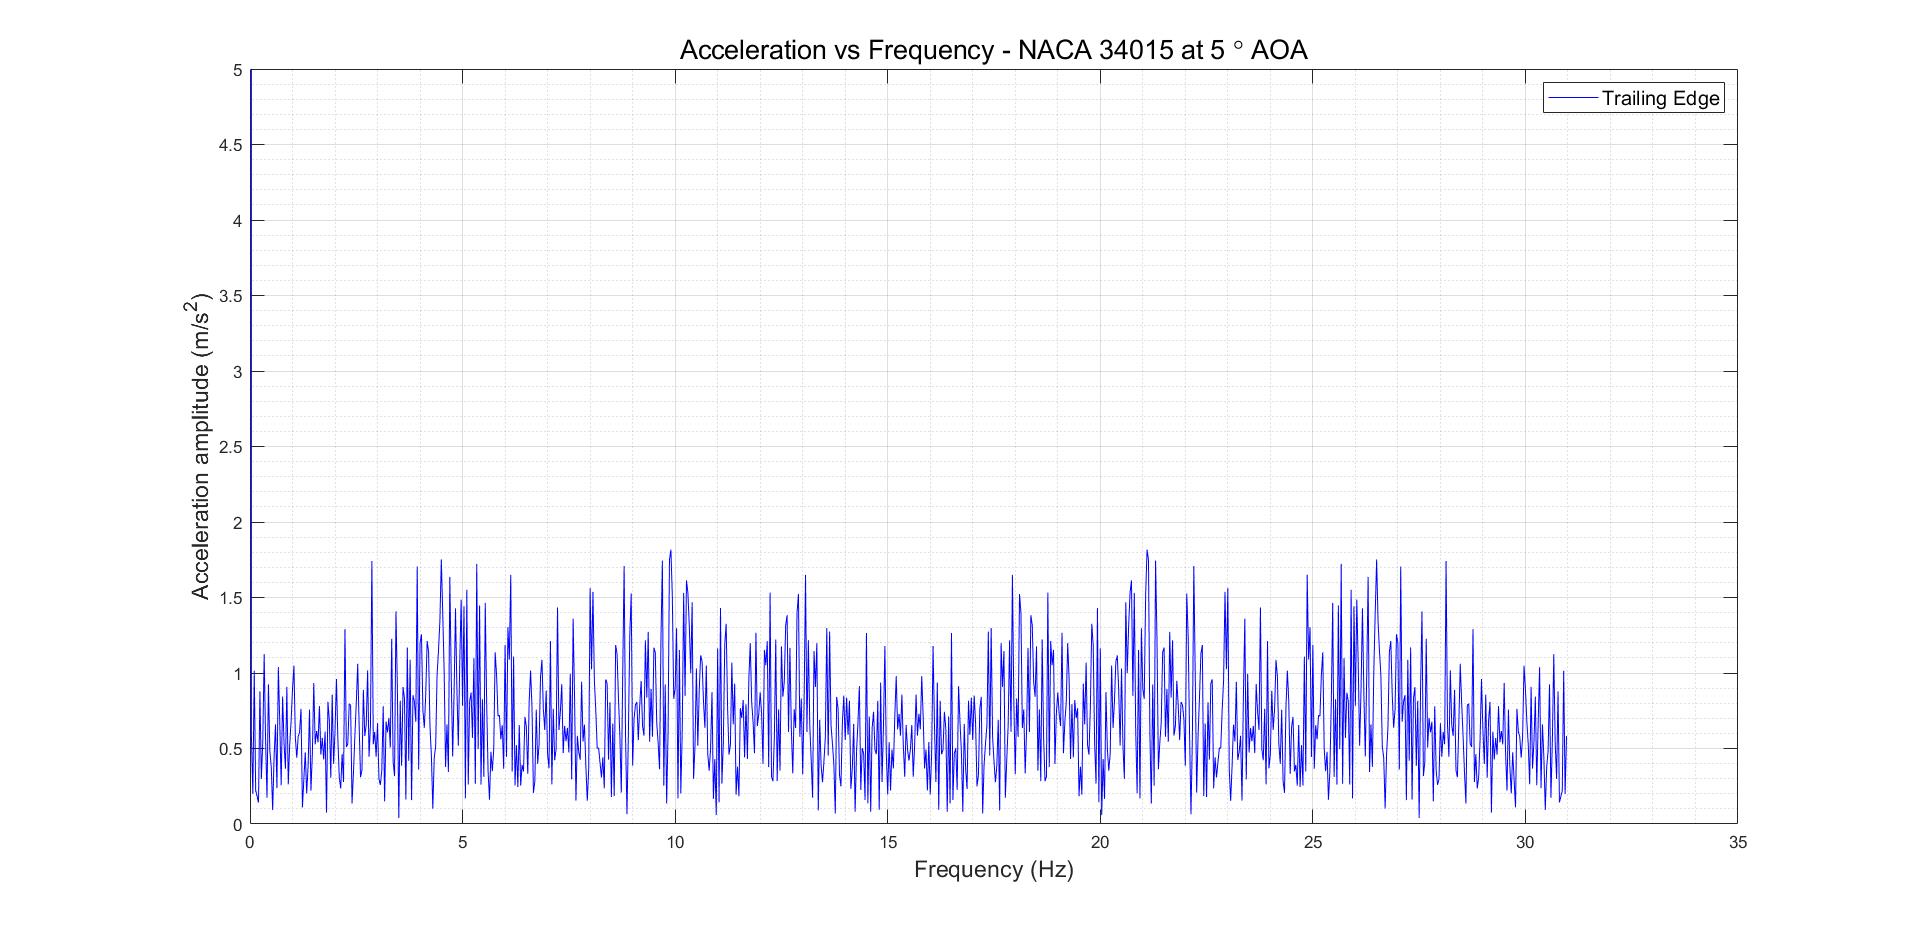 Acceleration vs Frequency - NACA 34015 at 5 ° AOA
Trailing Edge
5
4.5
4
3.5
3
2.5
2
1.5
1
0.5
0
Acceleration amplitude (m/s²)
0 5 10 15 20 25 30 35
Frequency (Hz)